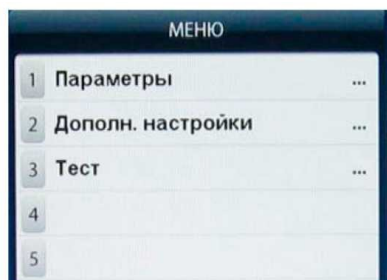 МЕНЮ
1 Параметры ...
2 Дополн. настройки ...
3 Тест ...
4
5